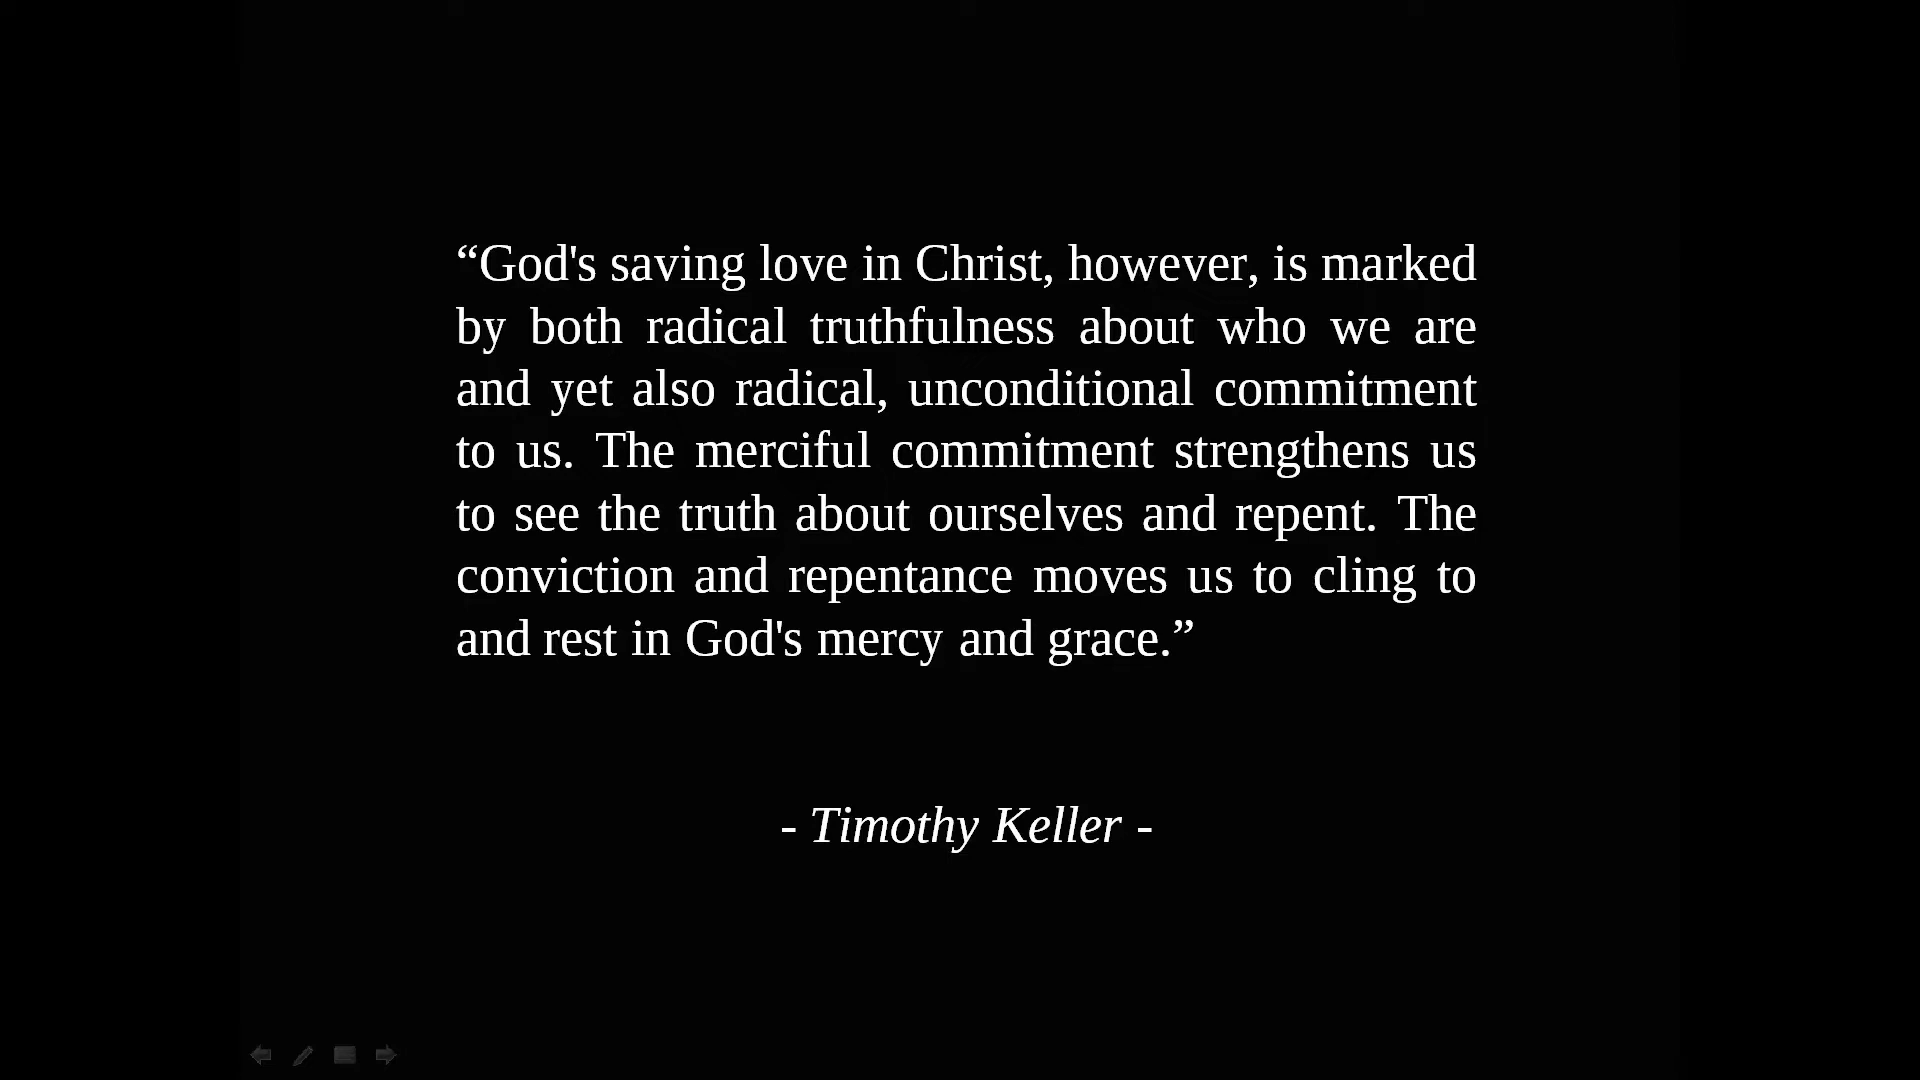 “God's saving love in Christ, however, is marked
by both radical truthfulness about who we are
and yet also radical, unconditional commitment
to us. The merciful commitment strengthens us
to see the truth about ourselves and repent. The
conviction and repentance moves us to cling to
and rest in God's mercy and grace.”
- Timothy Keller -